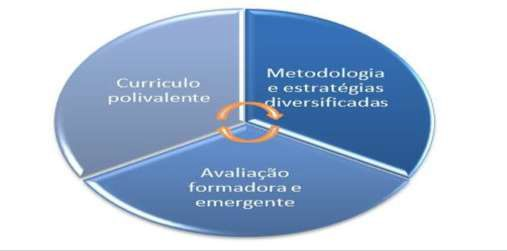 Curriculo
polivalente
Metodologia
e estratégias
diversificadas
Avaliação
formadora e
emergente